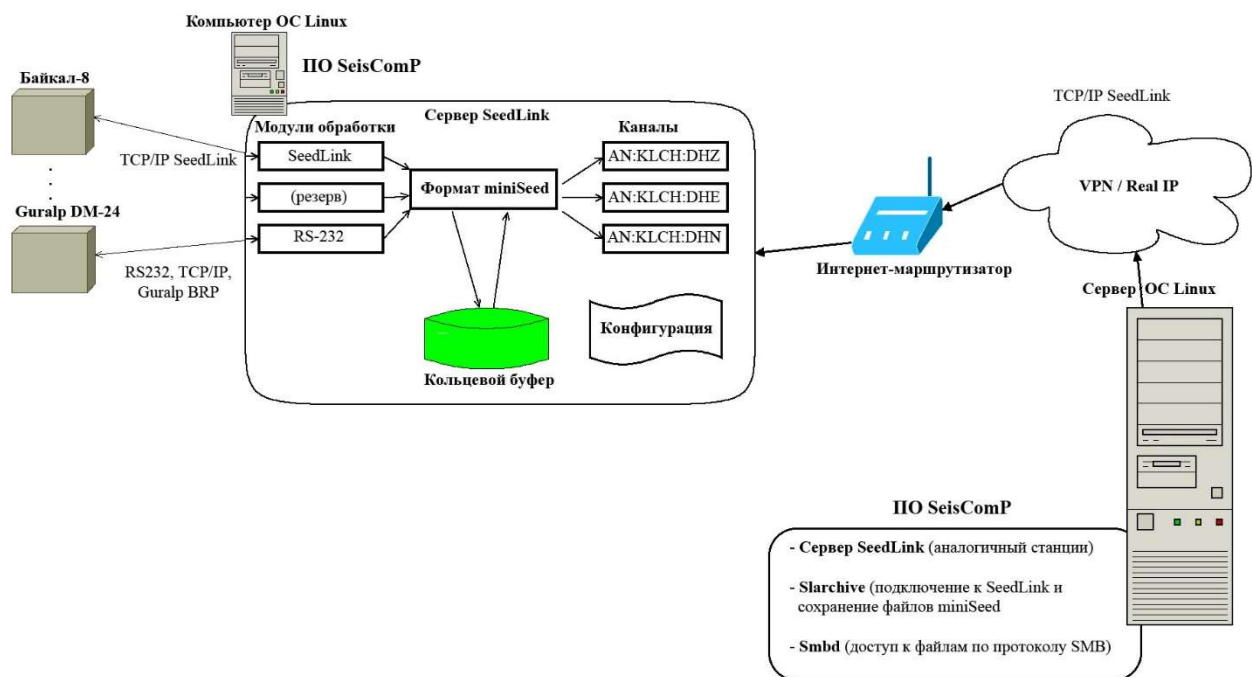 Компьютер ОС Linux
ПО SeisComP
Байкал-8
TCP/IP SeedLink
.
.
.
Guralp DM-24
RS232, TCP/IP,
Guralp BRP
Сервер SeedLink
Модули обработки
SeedLink
(резерв)
RS-232
Формат miniSeed
Каналы
AN:KLCH:DHZ
AN:KLCH:DHE
AN:KLCH:DHN
Кольцевой буфер
Конфигурация
Интернет-маршрутизатор
TCP/IP SeedLink
VPN / Real IP
Сервер ОС Linux
ПО SeisComP
- Сервер SeedLink (аналогичный станции)
- Slarchive (подключение к SeedLink и
сохранение файлов miniSeed
- Smbd (доступ к файлам по протоколу SMB)